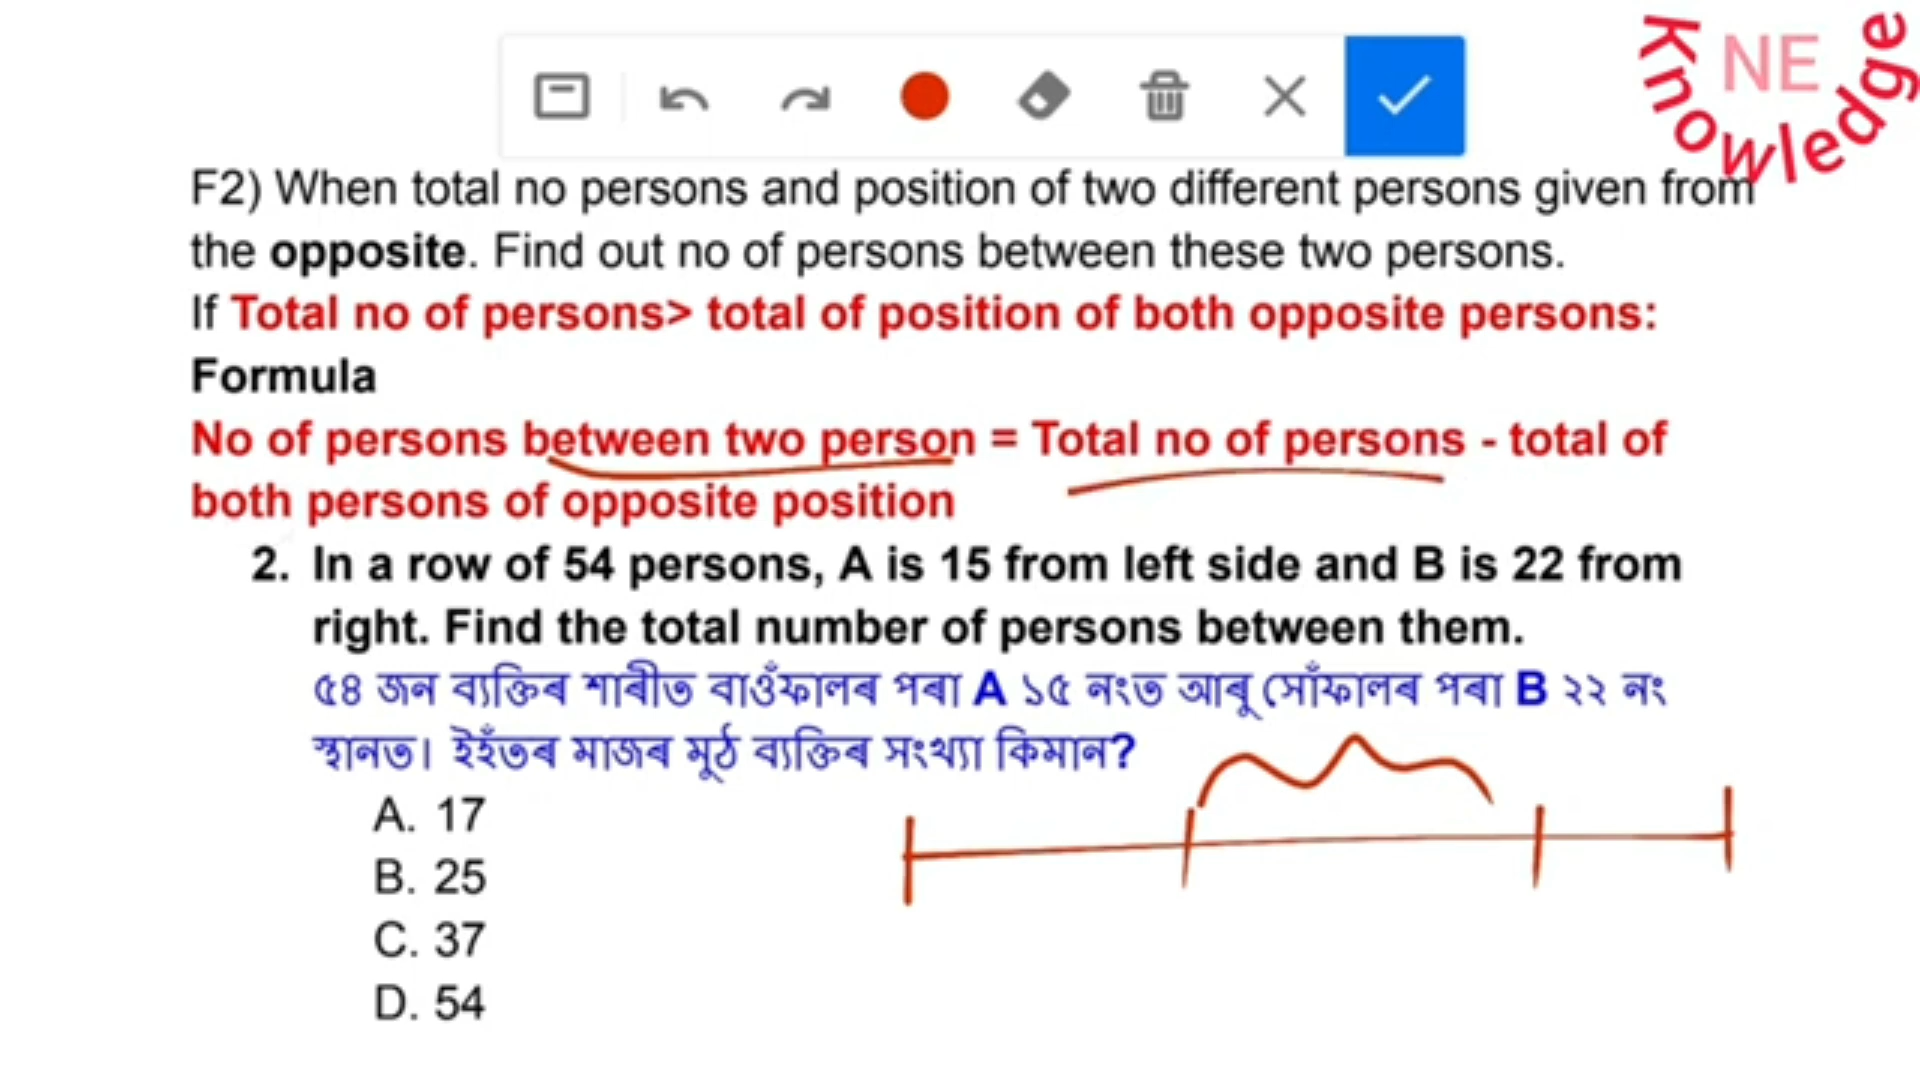 NE
Knowledge
F2) When total no persons and position of two different persons given from
the opposite. Find out no of persons between these two persons.
If Total no of persons> total of position of both opposite persons:
Formula
No of persons between two person = Total no of persons - total of
both persons of opposite position
2. In a row of 54 persons, A is 15 from left side and B is 22 from
right. Find the total number of persons between them.
৫৪ জন ব্যক্তিৰ শাৰীত বাওঁফালৰ পৰা A ১৫ নংত আৰু সোঁফালৰ পৰা B ২২ নং
স্থানত। ইহঁতৰ মাজৰ মুঠ ব্যক্তিৰ সংখ্যা কিমান?
A. 17
B. 25
C. 37
D. 54